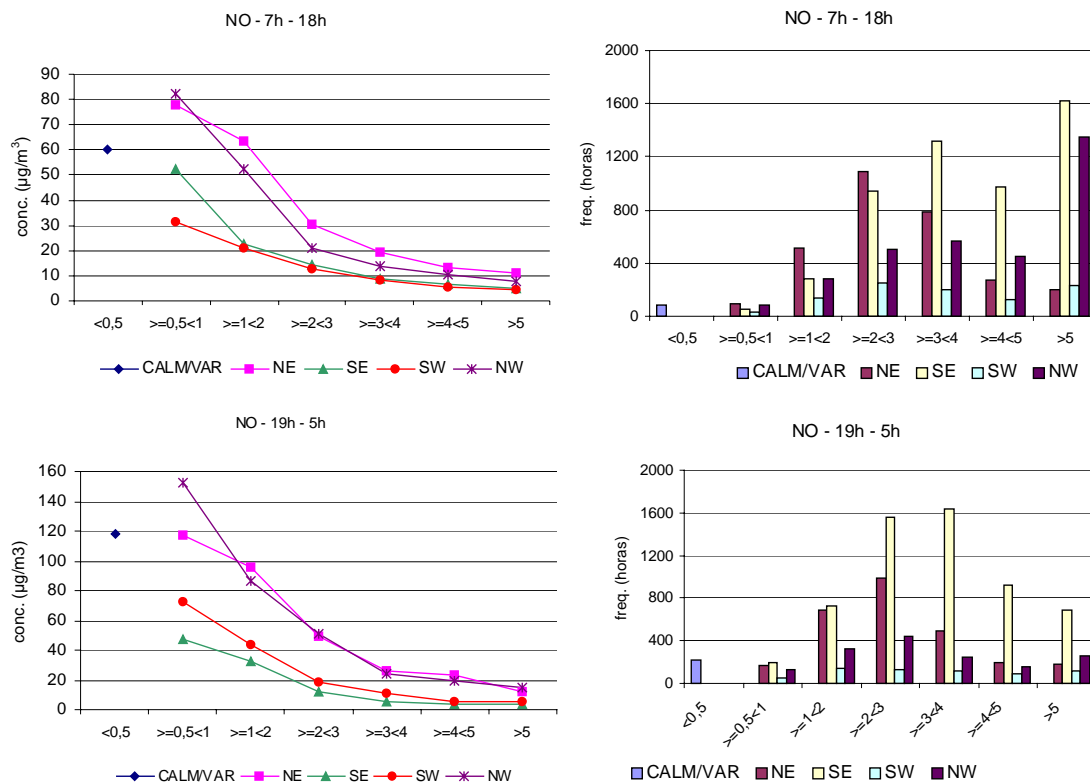 NO - 7h - 18h
conc. (µg/m³)
90
80
70
60
50
40
30
20
10
0
<0,5 >=0,5<1 >=1<2 >=2<3 >=3<4 >=4<5 >5
CALM/VAR NE SE SW NW
NO - 7h - 18h
freq. (horas)
2000
1600
1200
800
400
0
<0,5 >=0,5<1 >=1<2 >=2<3 >=3<4 >=4<5 >5
CALM/VAR NE SE SW NW
NO - 19h - 5h
conc. (µg/m3)
160
140
120
100
80
60
40
20
0
<0,5 >=0,5<1 >=1<2 >=2<3 >=3<4 >=4<5 >5
CALM/VAR NE SE SW NW
NO - 19h - 5h
freq. (horas)
2000
1600
1200
800
400
0
<0,5 >=0,5<1 >=1<2 >=2<3 >=3<4 >=4<5 >5
CALM/VAR NE SE SW NW